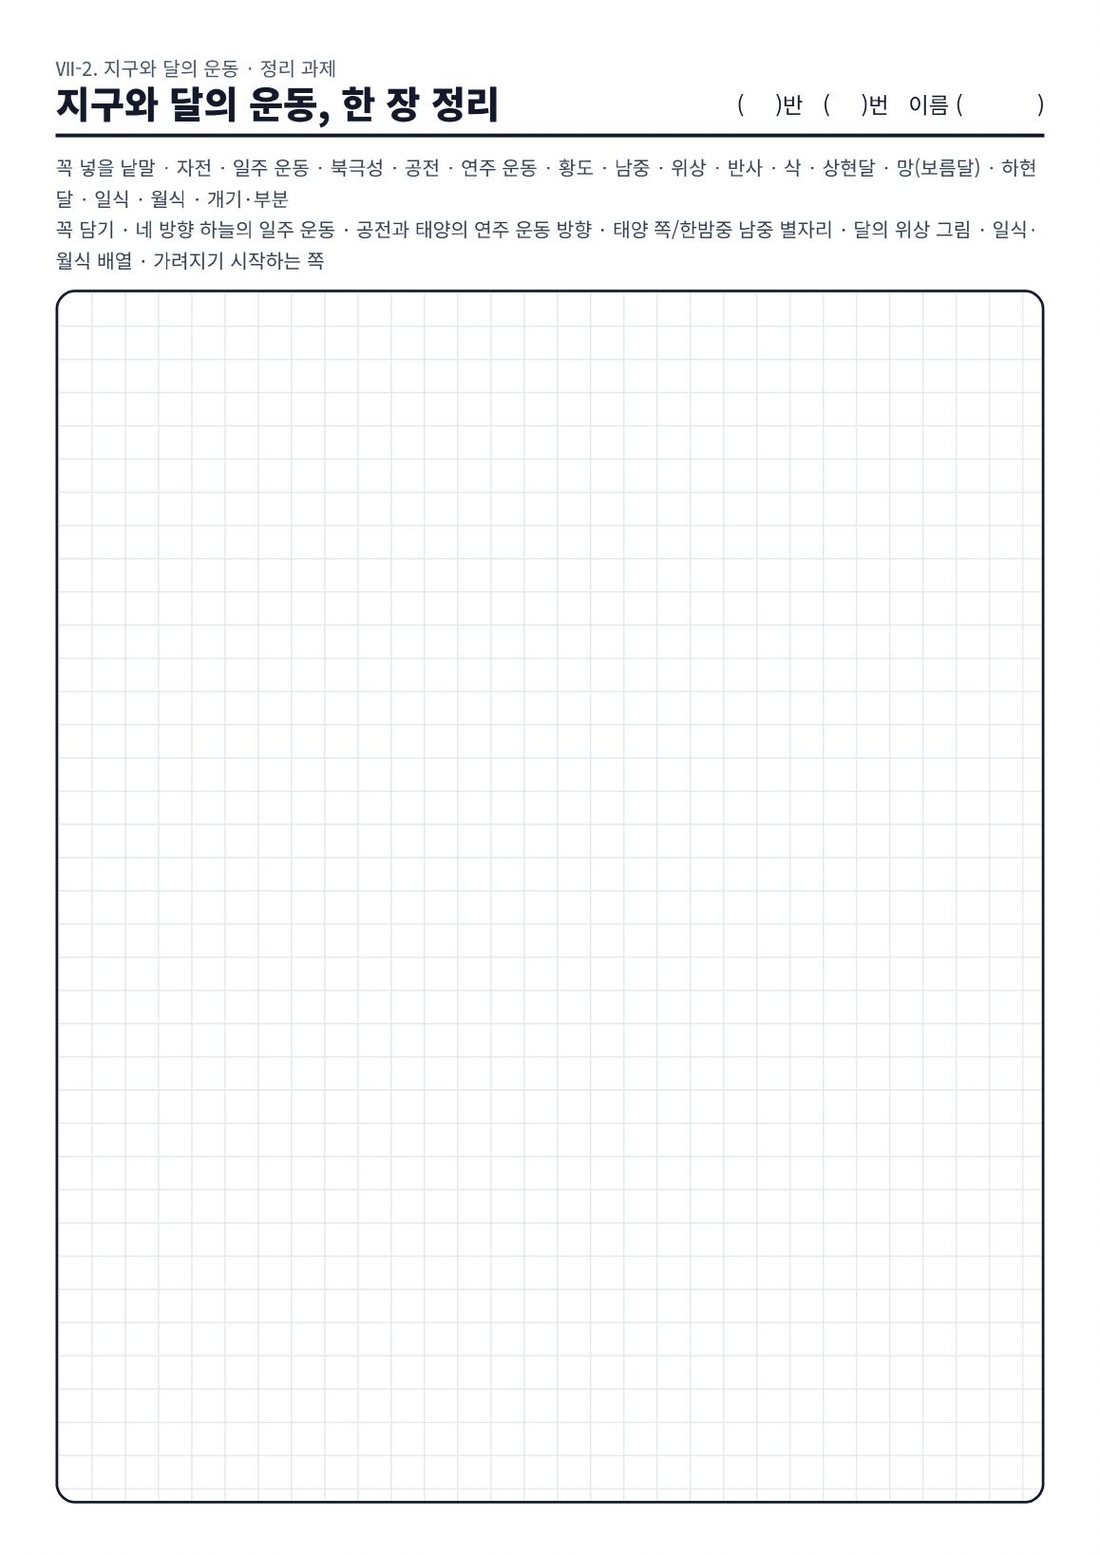 Ⅶ-2. 지구와 달의 운동 · 정리 과제
지구와 달의 운동, 한 장 정리
(     )반   (     )번   이름 (            )
꼭 넣을 낱말 · 자전 · 일주 운동 · 북극성 · 공전 · 연주 운동 · 황도 · 남중 · 위상 · 반사 · 삭 · 상현달 · 망(보름달) · 하현
달 · 일식 · 월식 · 개기·부분
꼭 담기 · 네 방향 하늘의 일주 운동 · 공전과 태양의 연주 운동 방향 · 태양 쪽/한밤중 남중 별자리 · 달의 위상 그림 · 일식·
월식 배열 · 가려지기 시작하는 쪽